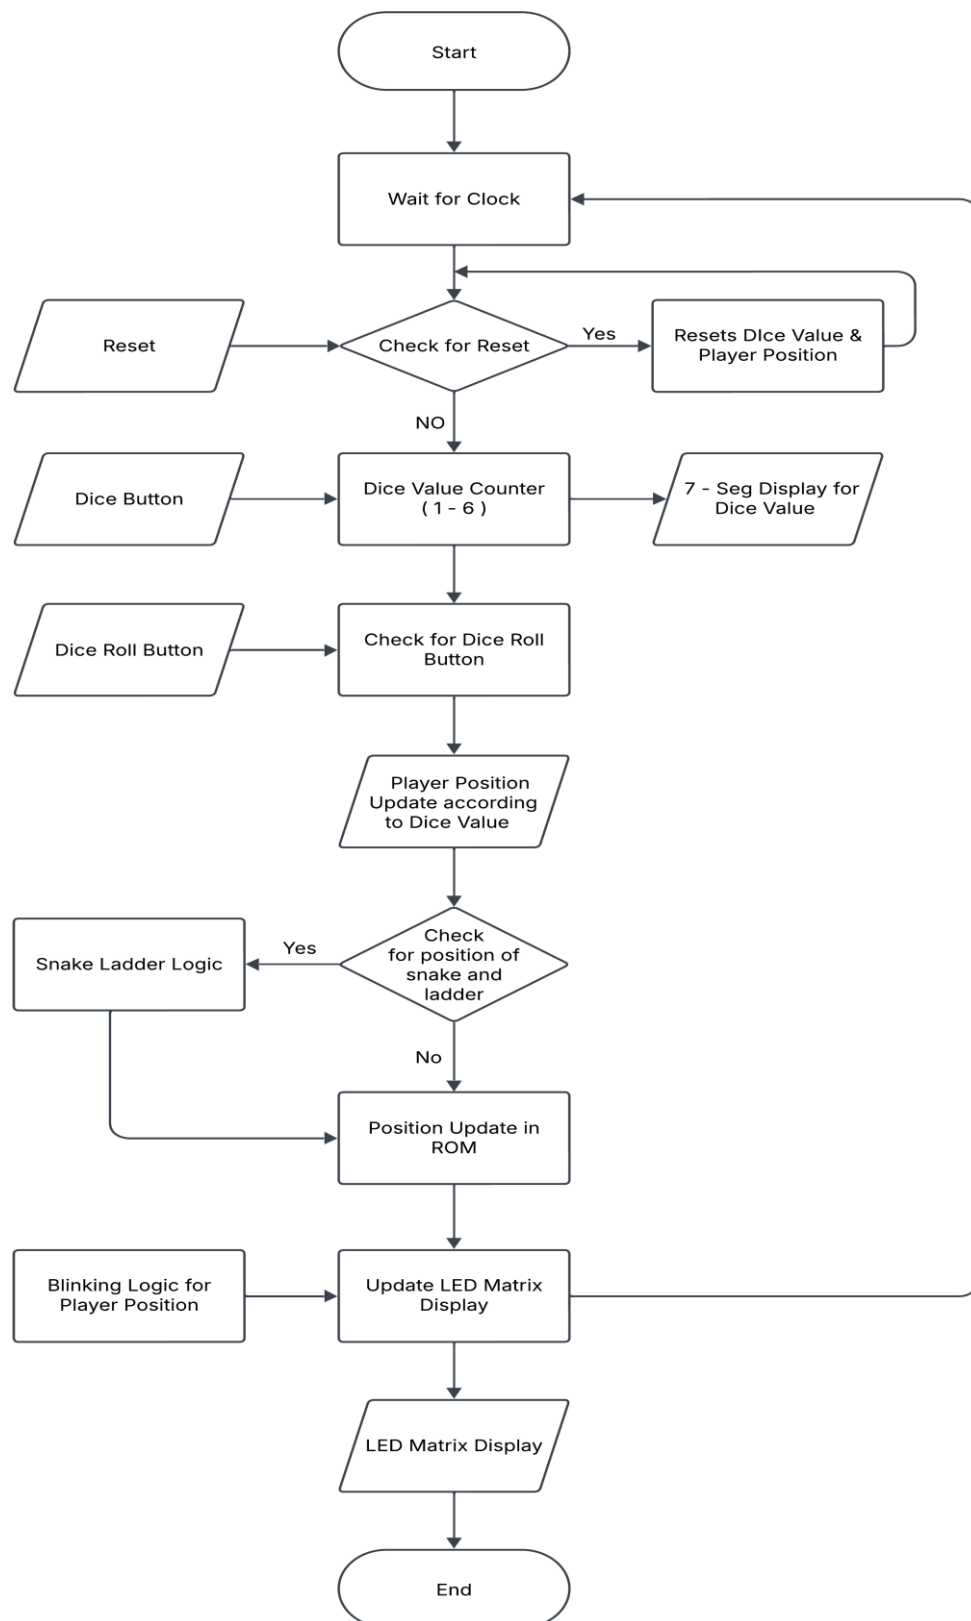 Start
Wait for Clock
Reset
Check for Reset
Yes
Resets DIce Value &
Player Position
NO
Dice Button
Dice Value Counter
( 1 - 6 )
7 - Seg Display for
Dice Value
Dice Roll Button
Check for Dice Roll
Button
Player Position
Update according
to Dice Value
Snake Ladder Logic
Yes
Check
for position of
snake and
ladder
No
Position Update in
ROM
Blinking Logic for
Player Position
Update LED Matrix
Display
LED Matrix Display
End